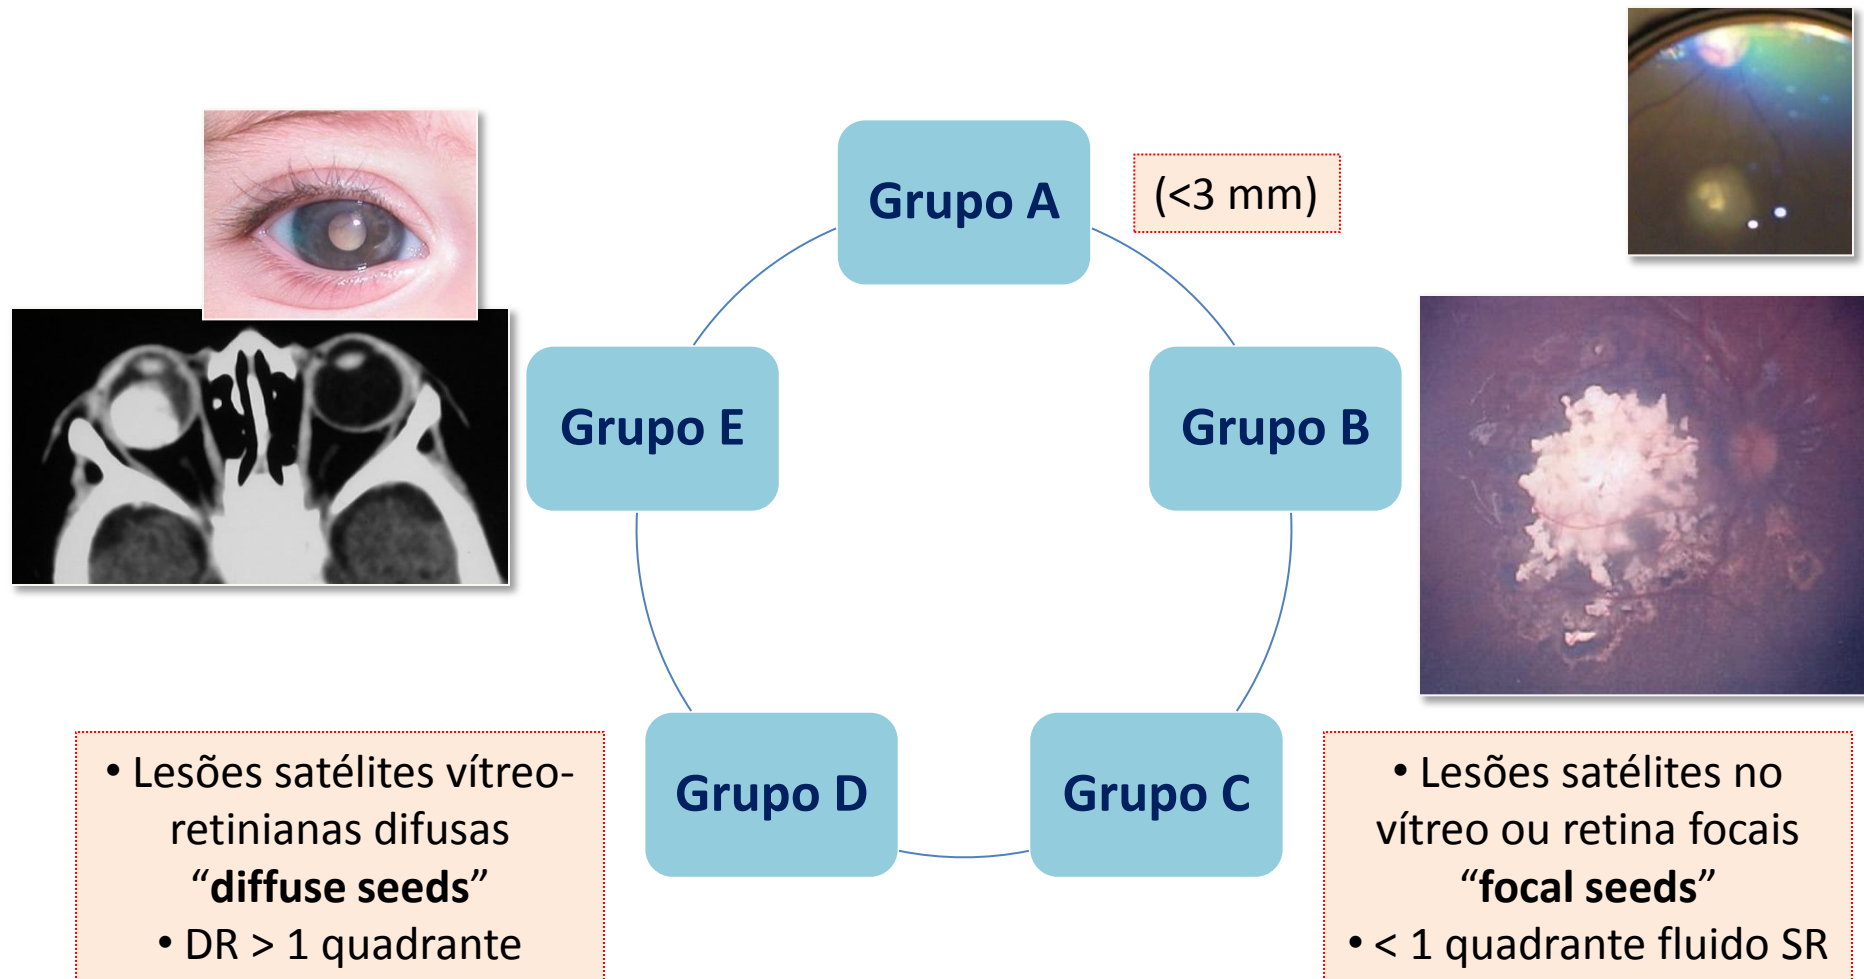 Grupo A
(<3 mm)
Grupo E
Grupo B
Grupo D
Grupo C
• Lesões satélites vítreo-
retinianas difusas
“diffuse seeds”
• DR > 1 quadrante
• Lesões satélites no
vítreo ou retina focais
“focal seeds”
• < 1 quadrante fluido SR